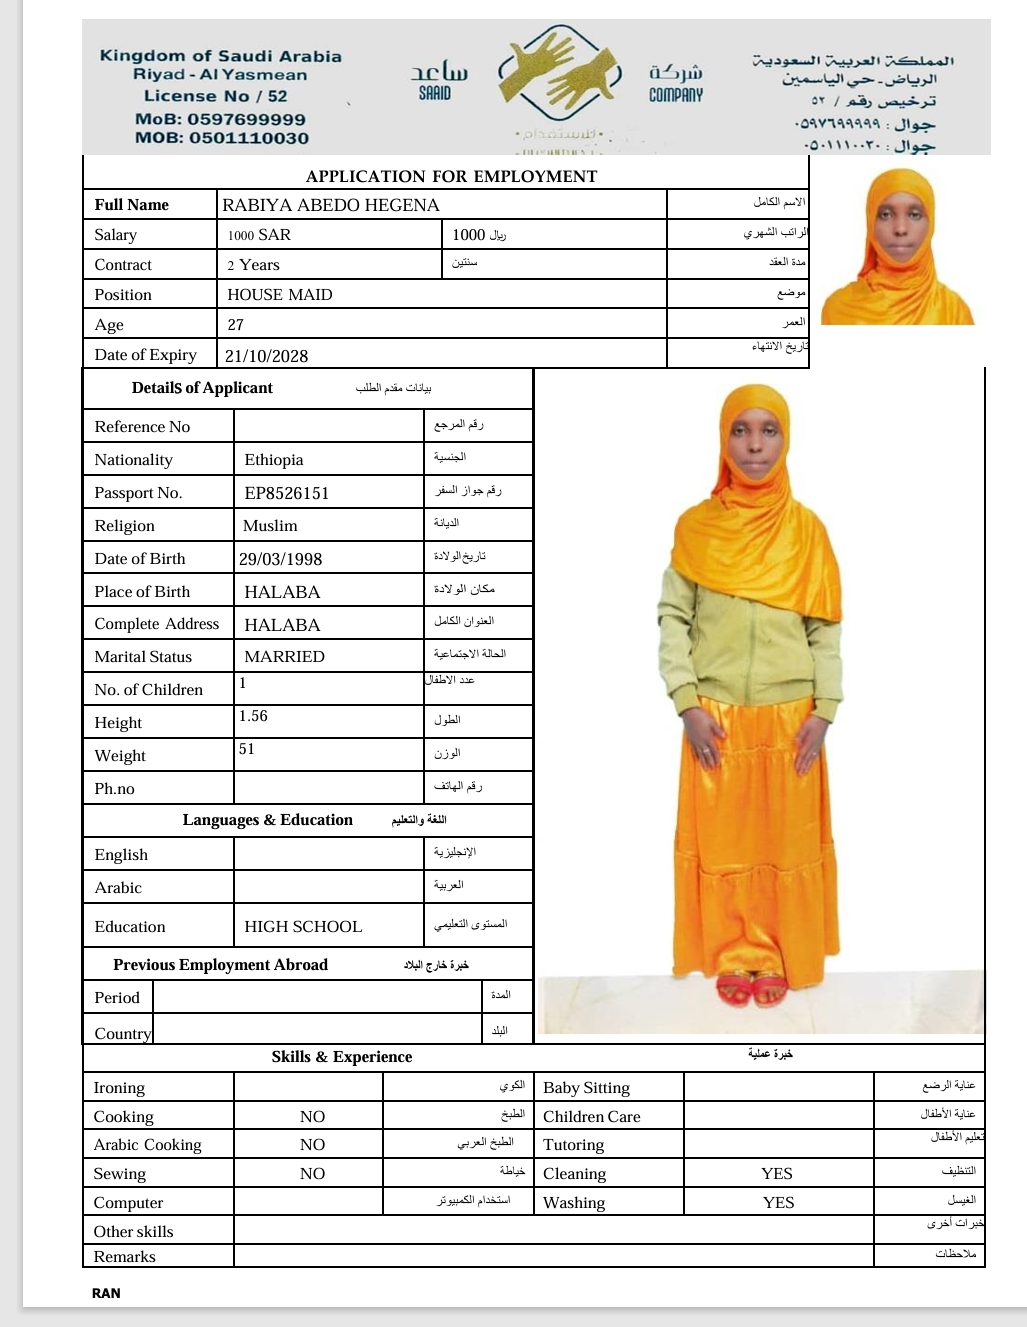 Kingdom of Saudi Arabia
Riyad - Al Yasmean
License No / 52
MoB: 0597699999
MOB: 0501110030
ساعد شركة
SAAID COMPANY
• للاستقدام •
المملكة العربية السعودية
الرياض - حي الياسمين
ترخيص رقم / ٥٢
جوال : ٠٥٩٧٦٩٩٩٩٩
جوال : ٠٥٠١١١٠٠٣٠
APPLICATION FOR EMPLOYMENT
Full Name RABIYA ABEDO HEGENA الاسم الكامل
Salary 1000 SAR 1000 ريال الراتب الشهري
Contract 2 Years سنتين مدة العقد
Position HOUSE MAID موضع
Age 27 العمر
Date of Expiry 21/10/2028 تاريخ الانتهاء
Details of Applicant بيانات مقدم الطلب
Reference No رقم المرجع
Nationality Ethiopia الجنسية
Passport No. EP8526151 رقم جواز السفر
Religion Muslim الديانة
Date of Birth 29/03/1998 تاريخ الولادة
Place of Birth HALABA مكان الولادة
Complete Address HALABA العنوان الكامل
Marital Status MARRIED الحالة الاجتماعية
No. of Children 1 عدد الاطفال
Height 1.56 الطول
Weight 51 الوزن
Ph.no رقم الهاتف
Languages & Education اللغة والتعليم
English الإنجليزية
Arabic العربية
Education HIGH SCHOOL المستوى التعليمي
Previous Employment Abroad خبرة خارج البلاد
Period المدة
Country البلد
Skills & Experience خبرة عملية
Ironing الكوي Baby Sitting عناية الرضع
Cooking NO الطبخ Children Care عناية الأطفال
Arabic Cooking NO الطبخ العربي Tutoring تعليم الأطفال
Sewing NO خياطة Cleaning YES التنظيف
Computer استخدام الكمبيوتر Washing YES الغيسل
Other skills خبرات أخرى
Remarks ملاحظات
RAN